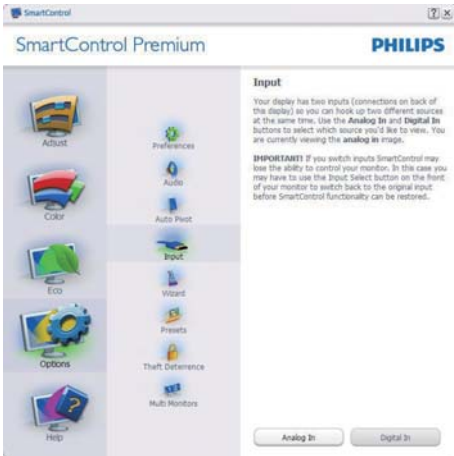 SmartControl
SmartControl Premium
PHILIPS
Adjust
Color
Eco
Options
Help
Preferences
Audio
Auto Pivot
Input
Wizard
Presets
Theft Deterrence
Multi Monitors
Input
Your display has two inputs (connections on back of
this display) so you can hook up two different sources
at the same time. Use the Analog In and Digital In
buttons to select which source you'd like to view. You
are currently viewing the analog in image.
IMPORTANT! If you switch inputs SmartControl may
lose the ability to control your monitor. In this case you
may have to use the Input Select button on the front
of your monitor to switch back to the original input
before SmartControl functionality can be restored.
Analog In
Digital In